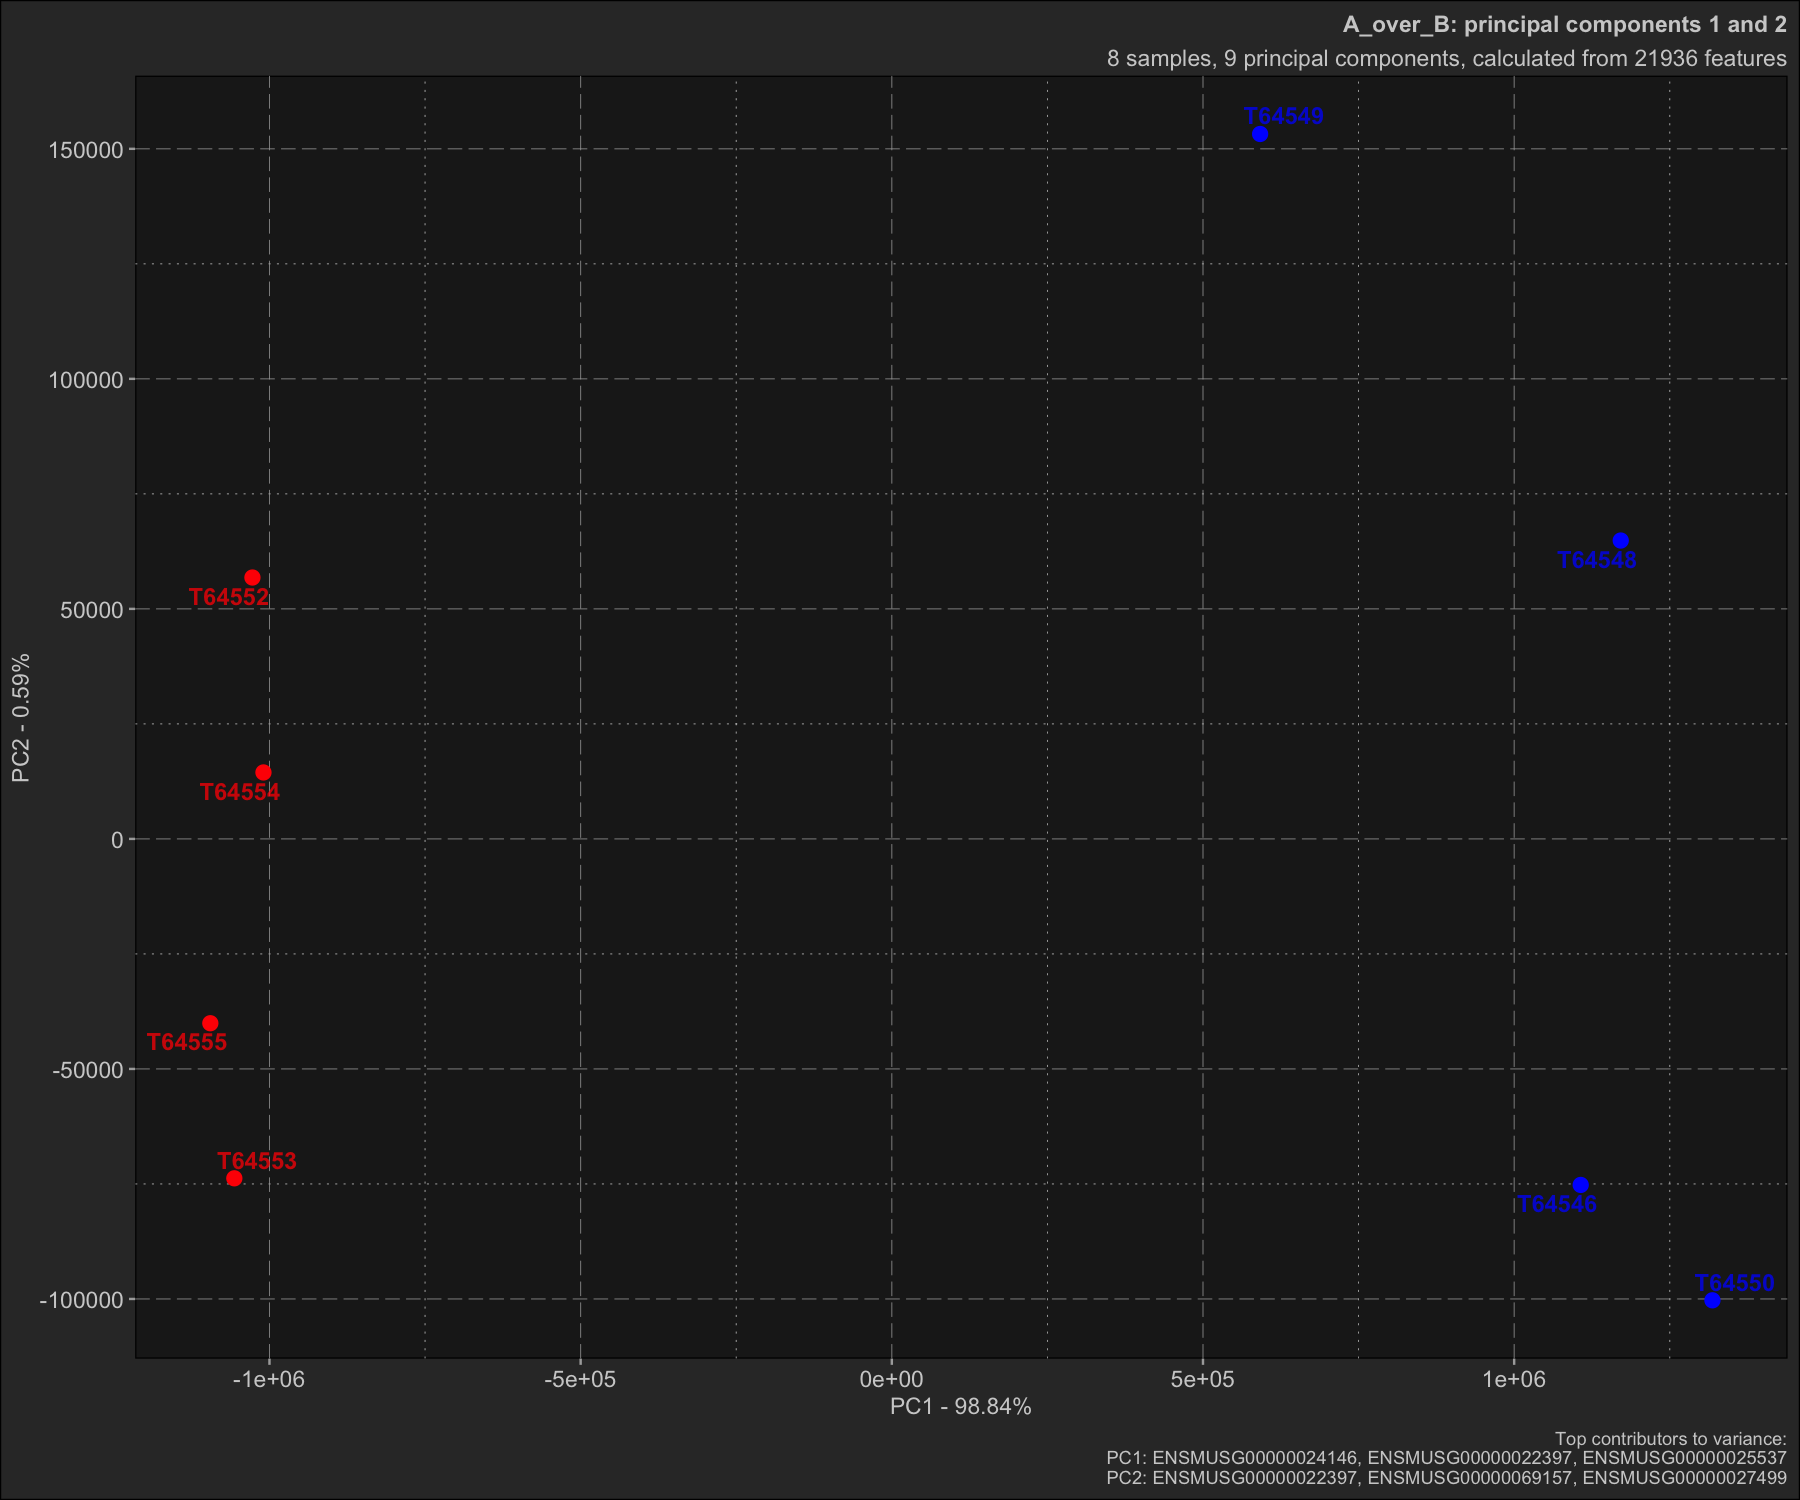 A_over_B: principal components 1 and 2
8 samples, 9 principal components, calculated from 21936 features
T64549
150000
100000
T64548
T64552
50000
PC2 - 0.59%
T64554
0
T64555
-50000
T64553
T64546
T64550
-100000
-1e+06 -5e+05 0e+00 5e+05 1e+06
PC1 - 98.84%
Top contributors to variance:
PC1: ENSMUSG00000024146, ENSMUSG00000022397, ENSMUSG00000025537
PC2: ENSMUSG00000022397, ENSMUSG00000069157, ENSMUSG00000027499